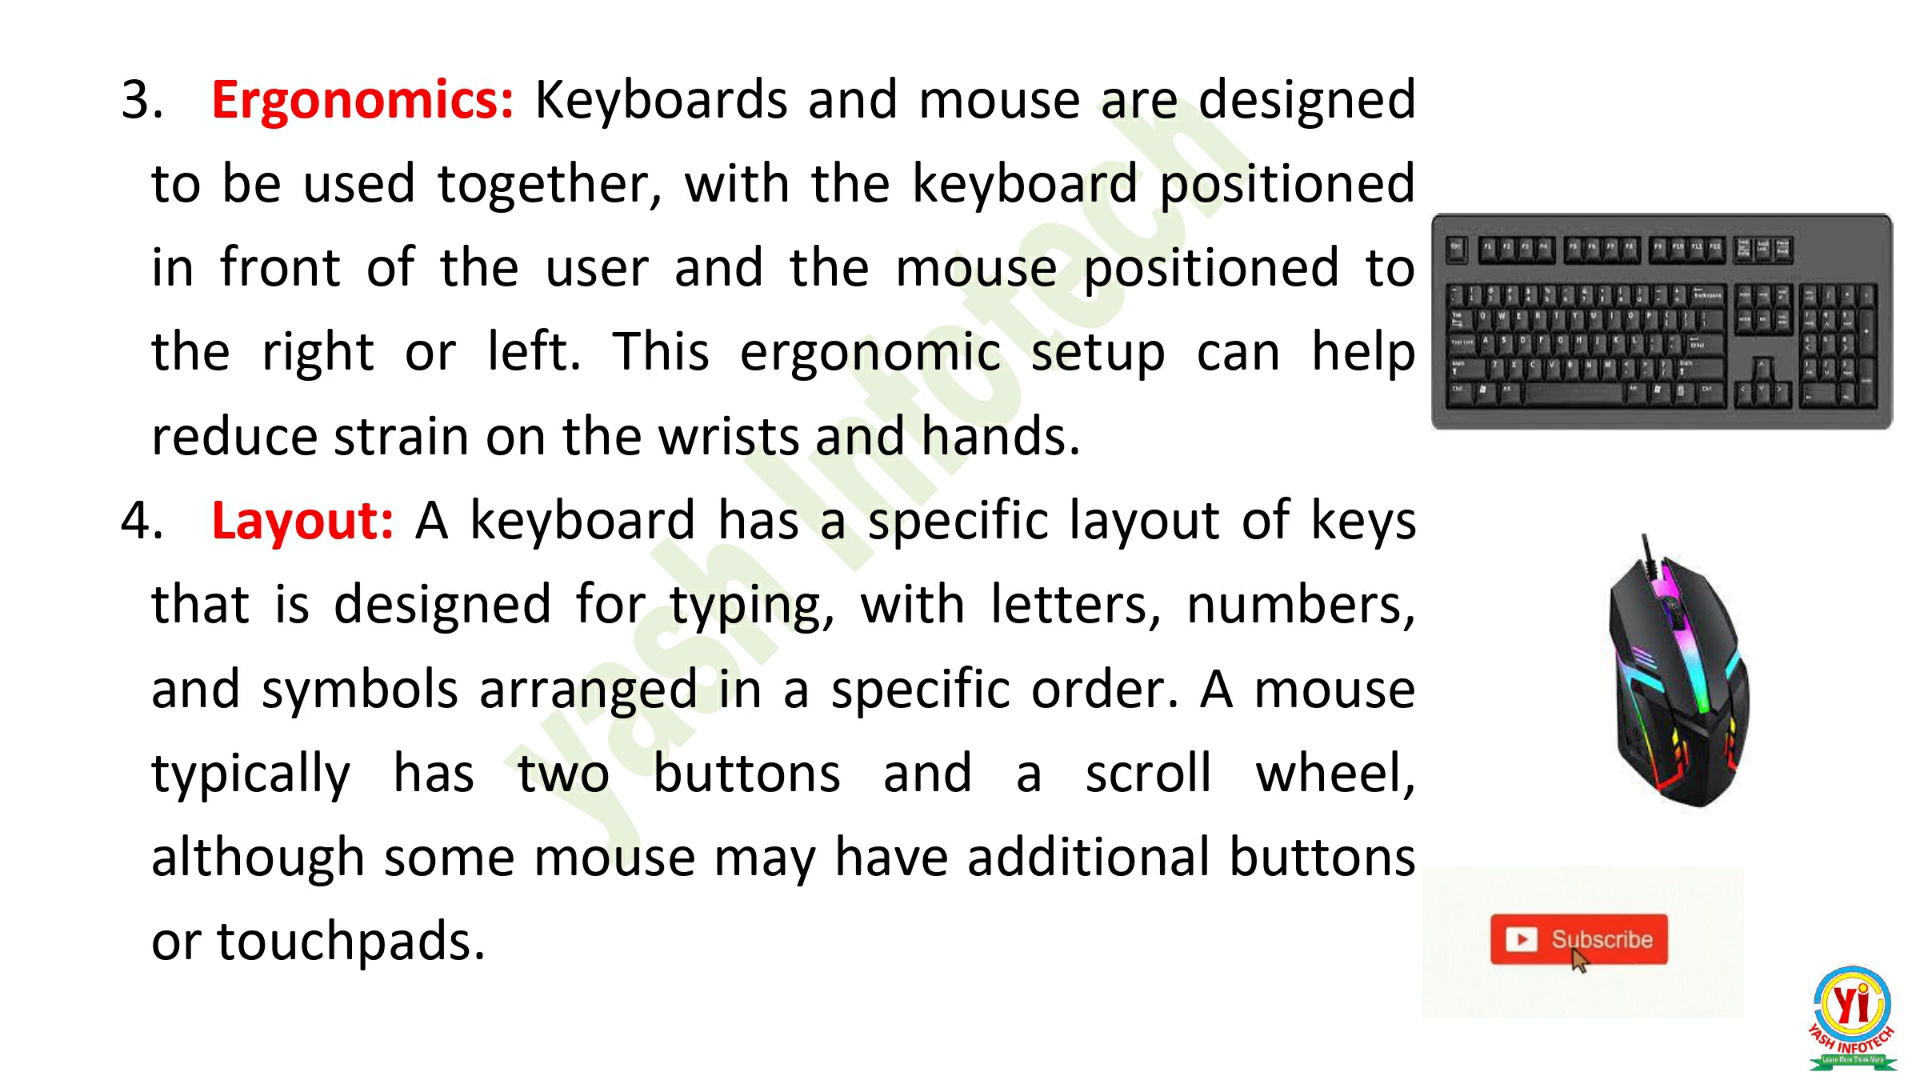 3. Ergonomics: Keyboards and mouse are designed
to be used together, with the keyboard positioned
in front of the user and the mouse positioned to
the right or left. This ergonomic setup can help
reduce strain on the wrists and hands.
4. Layout: A keyboard has a specific layout of keys
that is designed for typing, with letters, numbers,
and symbols arranged in a specific order. A mouse
typically has two buttons and a scroll wheel,
although some mouse may have additional buttons
or touchpads.
yash Infotech
Subscribe
Yi
YASH INFOTECH
Learn More Think More